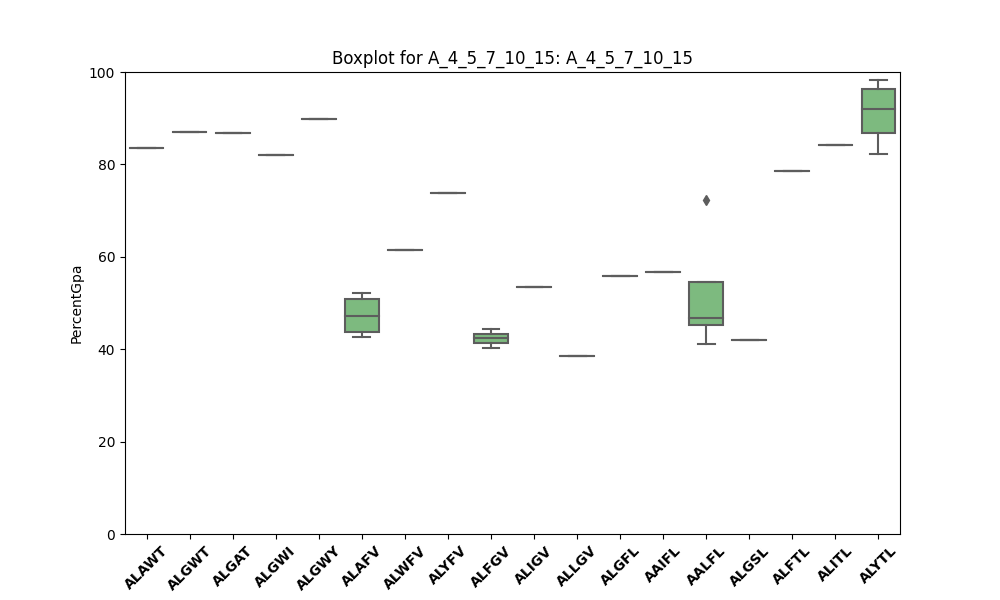 Boxplot for A_4_5_7_10_15: A_4_5_7_10_15
PercentGpa
100
80
60
40
20
0
ALAWT
ALGWT
ALGAT
ALGWI
ALGWY
ALAFV
ALWFV
ALYFV
ALFGV
ALIGV
ALLGV
ALGFL
AAIFL
AALFL
ALGSL
ALFTL
ALITL
ALYTL